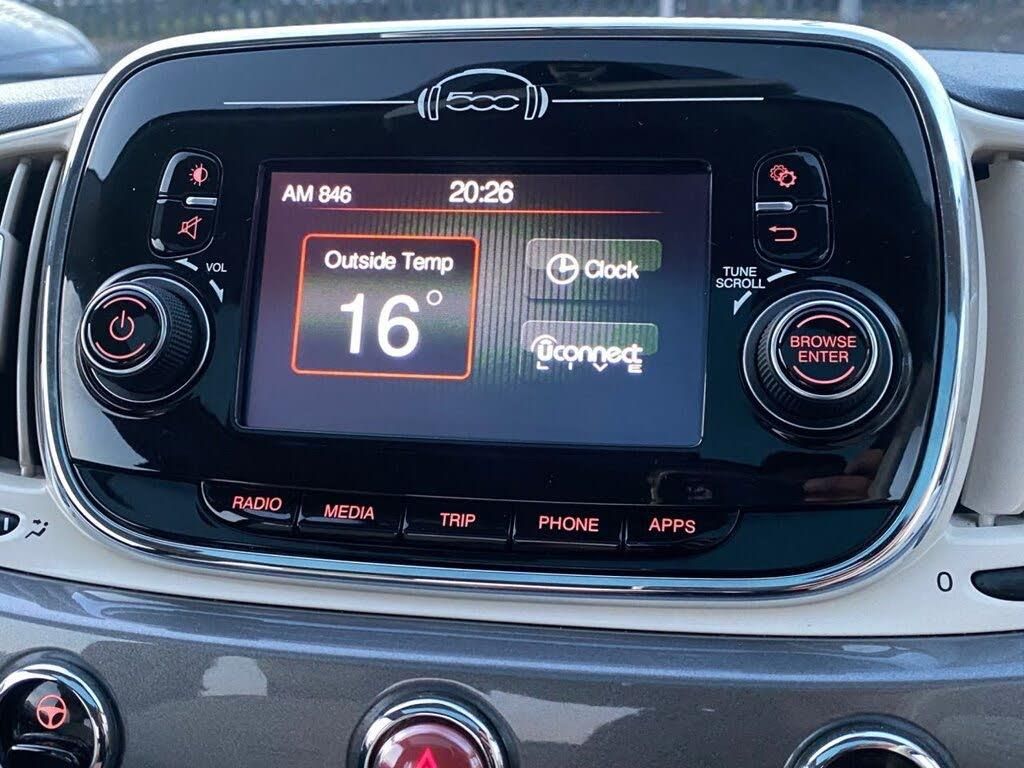 500
AM 846 20:26
Outside Temp
16°
Clock
Uconnect
LIVE
VOL
TUNE
SCROLL
BROWSE
ENTER
RADIO MEDIA TRIP PHONE APPS
0